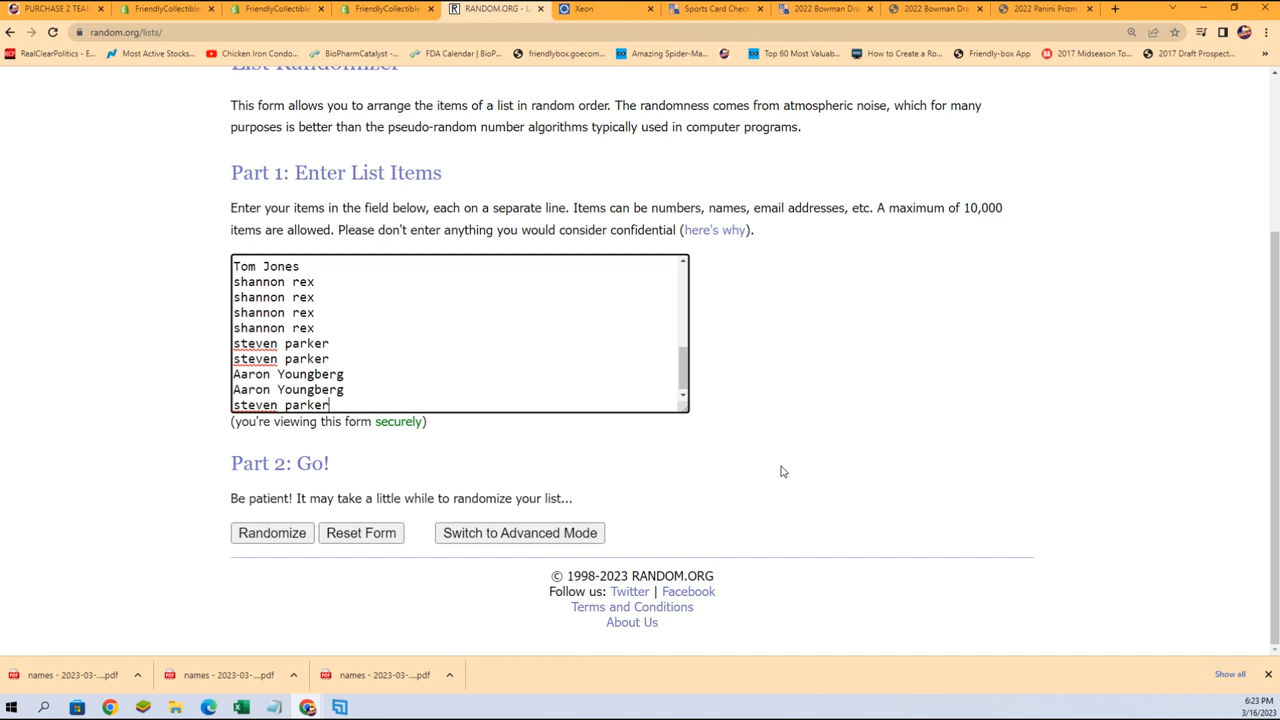 PURCHASE 2 TEAM
FriendlyCollectible
FriendlyCollectible
FriendlyCollectible
RANDOM.ORG - L
Xeon
Sports Card Check
2022 Bowman Dra
2022 Bowman Dra
2022 Panini Prizm
random.org/lists/
RealClearPolitics - E...
Most Active Stocks...
Chicken Iron Condo...
BioPharmCatalyst -...
FDA Calendar | BioP...
friendlybox.goecom...
Amazing Spider-Ma...
Top 60 Most Valuab...
How to Create a Ro...
Friendly-box App
2017 Midseason To...
2017 Draft Prospect...
List Randomizer
This form allows you to arrange the items of a list in random order. The randomness comes from atmospheric noise, which for many
purposes is better than the pseudo-random number algorithms typically used in computer programs.
Part 1: Enter List Items
Enter your items in the field below, each on a separate line. Items can be numbers, names, email addresses, etc. A maximum of 10,000
items are allowed. Please don't enter anything you would consider confidential (here's why).
Tom Jones
shannon rex
shannon rex
shannon rex
shannon rex
steven parker
steven parker
Aaron Youngberg
Aaron Youngberg
steven parker
(you're viewing this form securely)
Part 2: Go!
Be patient! It may take a little while to randomize your list...
Randomize
Reset Form
Switch to Advanced Mode
© 1998-2023 RANDOM.ORG
Follow us: Twitter | Facebook
Terms and Conditions
About Us
names - 2023-03-....pdf
names - 2023-03-....pdf
names - 2023-03-....pdf
Show all
6:23 PM
3/16/2023